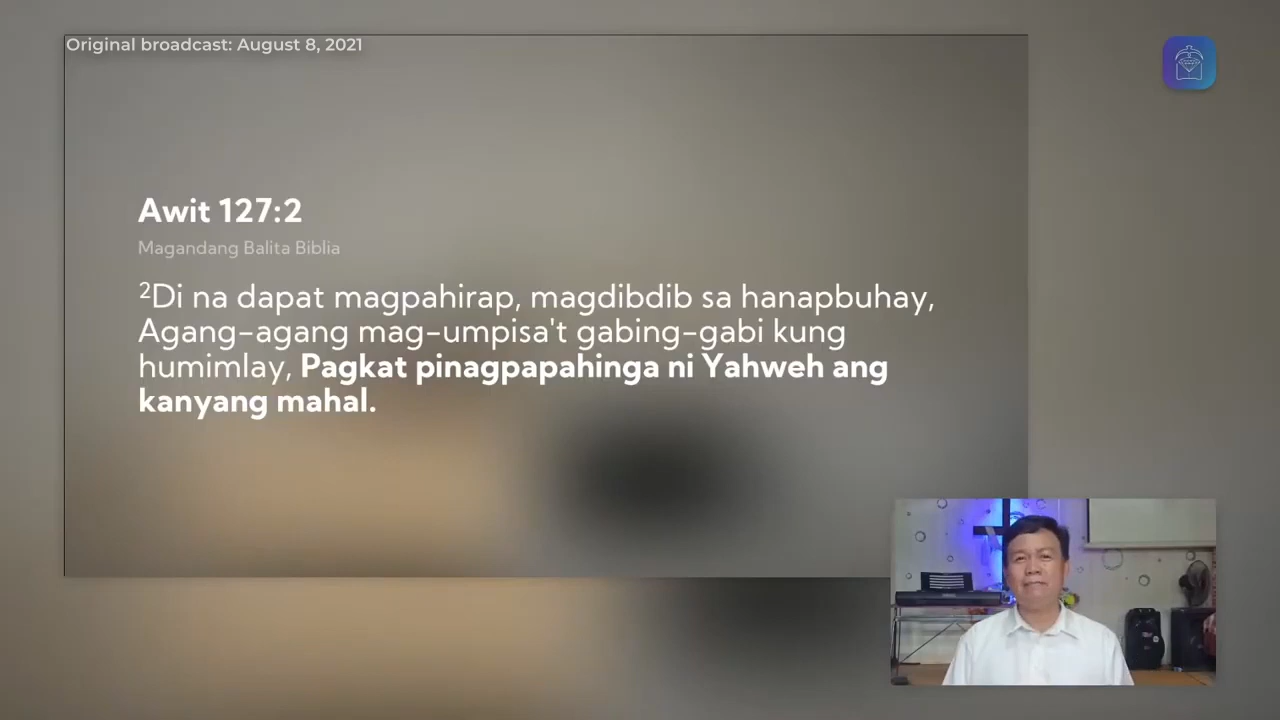 Original broadcast: August 8, 2021
Awit 127:2
Magandang Balita Biblia
²Di na dapat magpahirap, magdibdib sa hanapbuhay,
Agang-agang mag-umpisa't gabing-gabi kung
humimlay, Pagkat pinagpapahinga ni Yahweh ang
kanyang mahal.